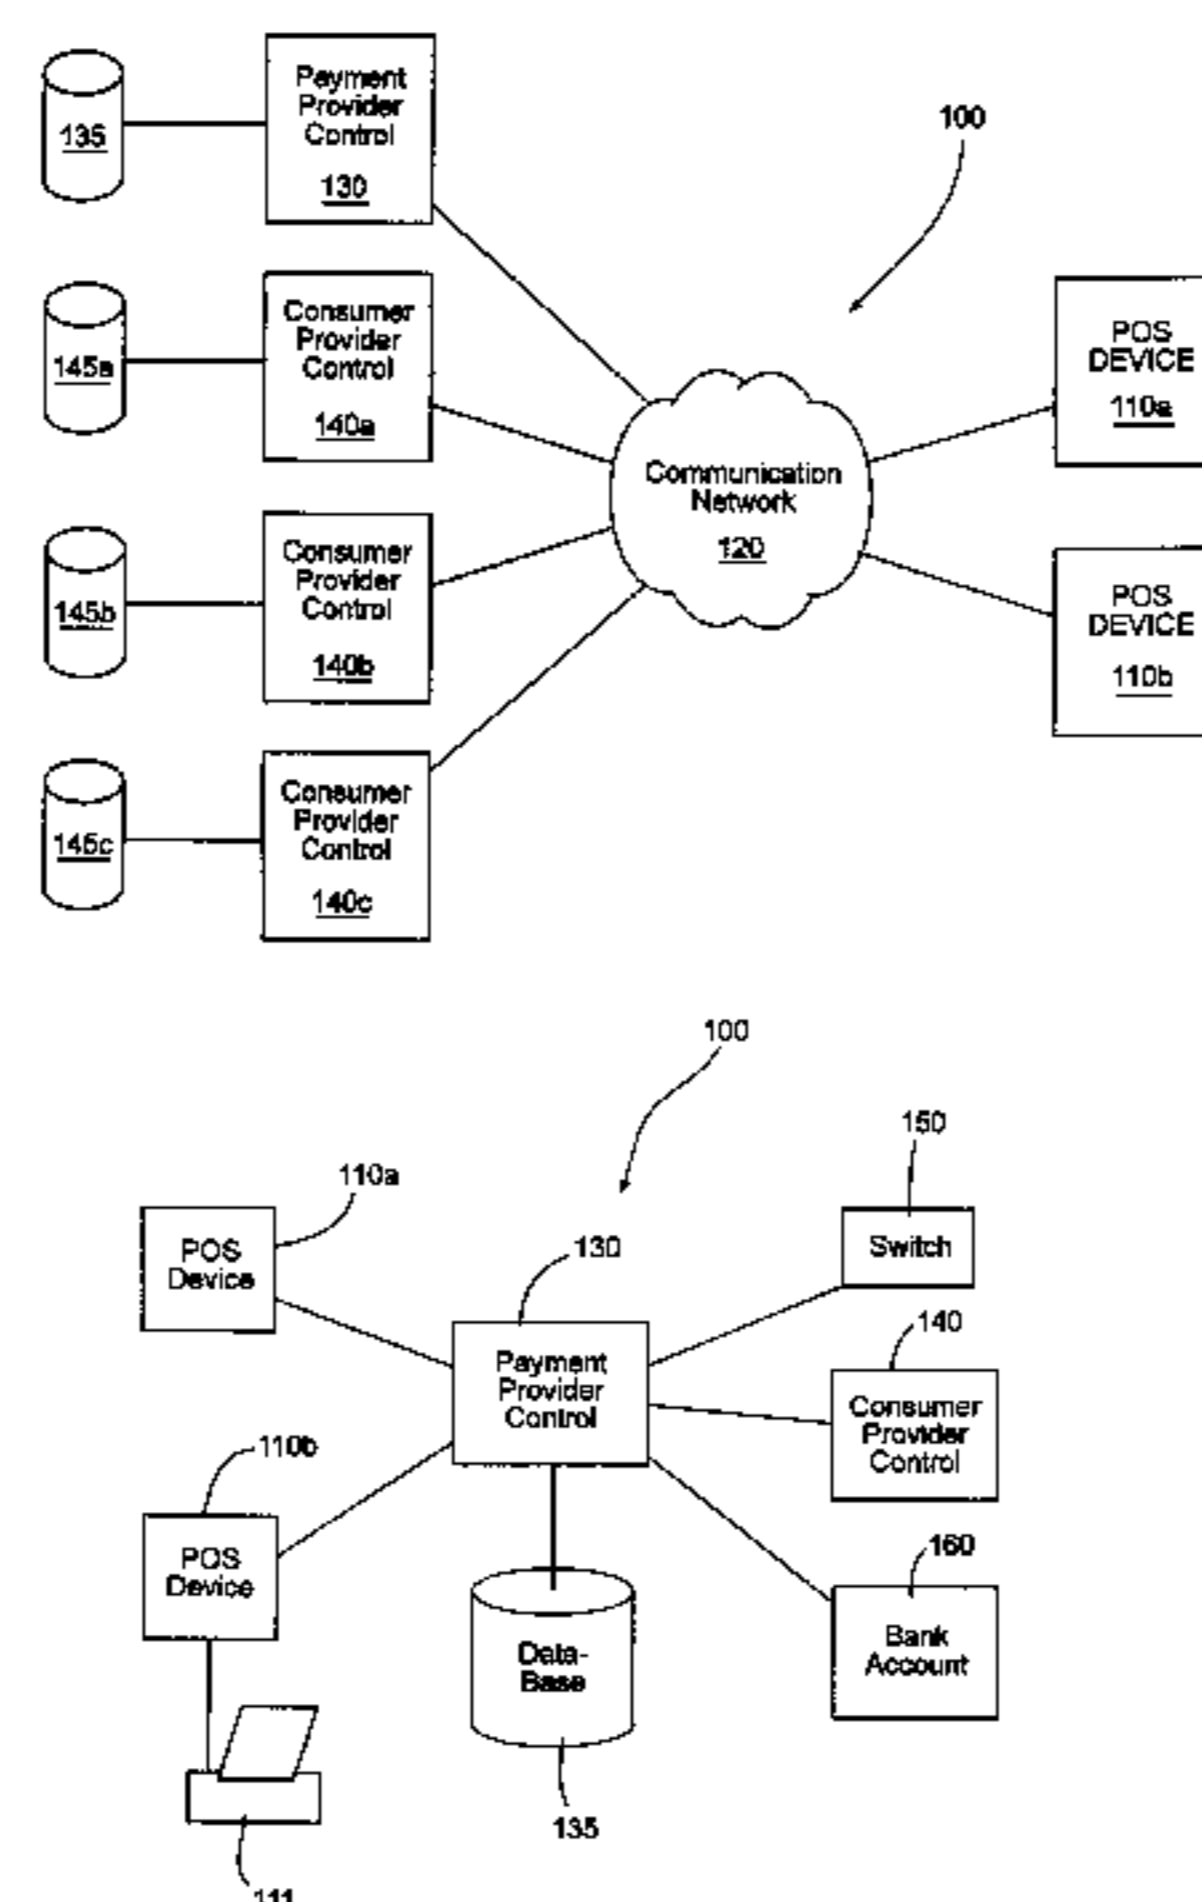 135
Payment
Provider
Control
130
100
145a
Consumer
Provider
Control
140a
POS
DEVICE
110a
Communication
Network
120
145b
Consumer
Provider
Control
140b
POS
DEVICE
110b
145c
Consumer
Provider
Control
140c
100
150
110a
POS
Device
130
Switch
140
Payment
Provider
Control
Consumer
Provider
Control
110b
POS
Device
160
Data-
Base
Bank
Account
135
111